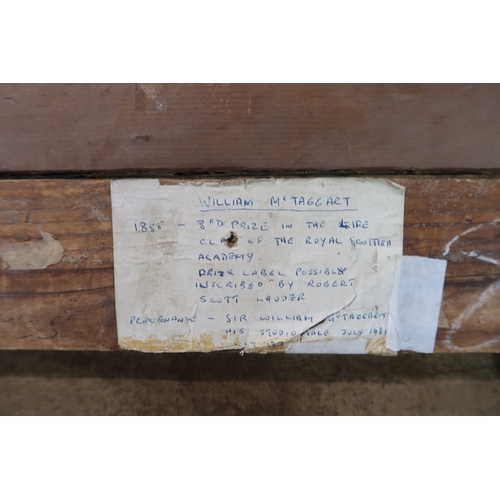 WILLIAM McTAGGART
1855 - 3RD PRIZE IN THE LIFE
CLASS OF THE ROYAL SCOTTISH
ACADEMY.
PRIZE LABEL POSSIBLY
INSCRIBED BY ROBERT
SCOTT LAUDER
PROVENANCE - SIR WILLIAM McTAGGART
HIS STUDIO SALE JULY 1981